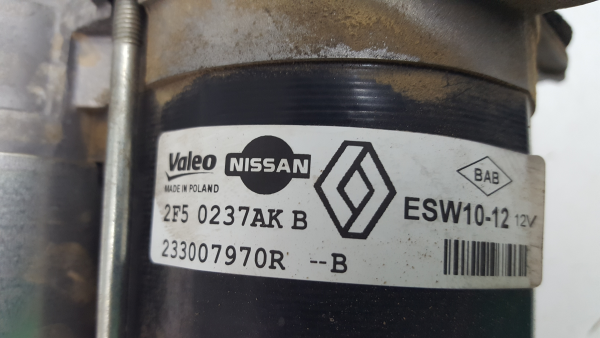 Valeo NISSAN BAB
MADE IN POLAND
2F5 0237AK B ESW10-12 12V
233007970R --B